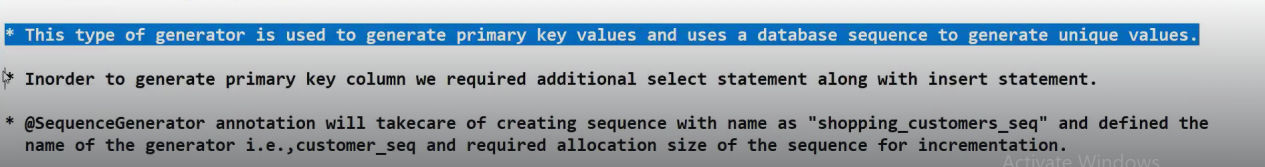 * This type of generator is used to generate primary key values and uses a database sequence to generate unique values.
* Inorder to generate primary key column we required additional select statement along with insert statement.
* @SequenceGenerator annotation will takecare of creating sequence with name as "shopping_customers_seq" and defined the
name of the generator i.e.,customer_seq and required allocation size of the sequence for incrementation.
Activate Windows